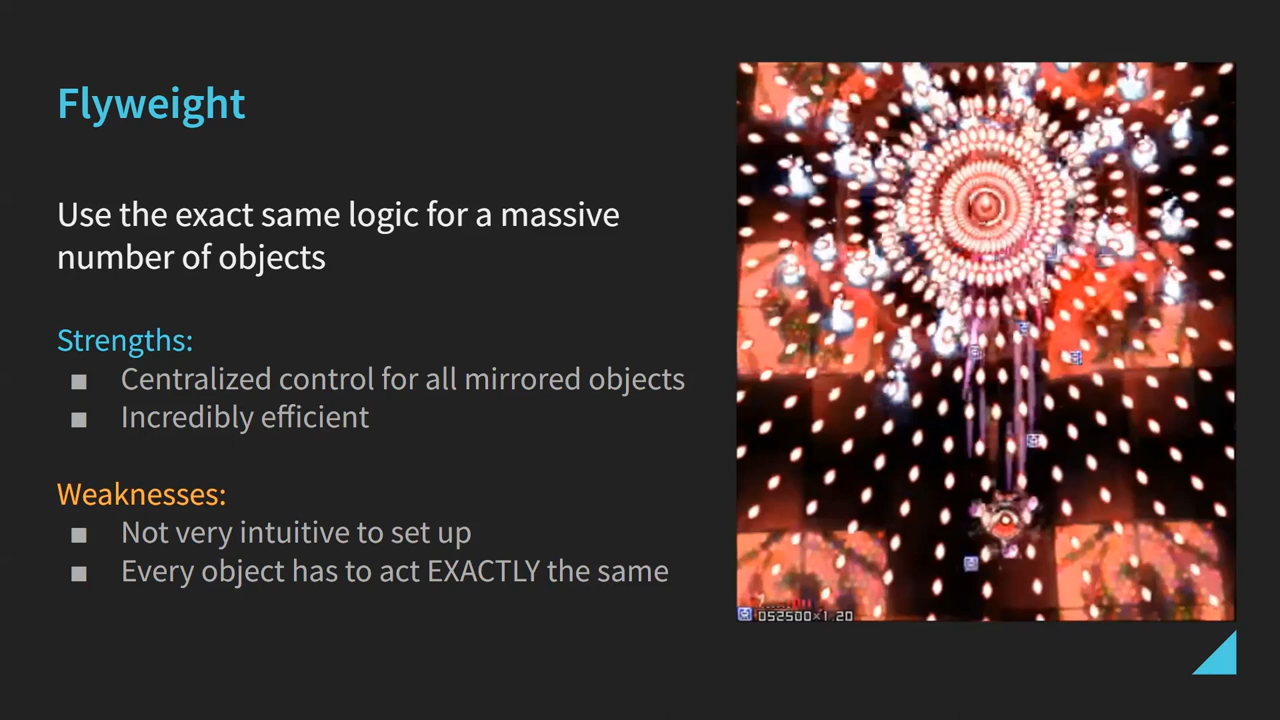 Flyweight
Use the exact same logic for a massive
number of objects
Strengths:
■ Centralized control for all mirrored objects
■ Incredibly efficient
Weaknesses:
■ Not very intuitive to set up
■ Every object has to act EXACTLY the same
052500×1.20